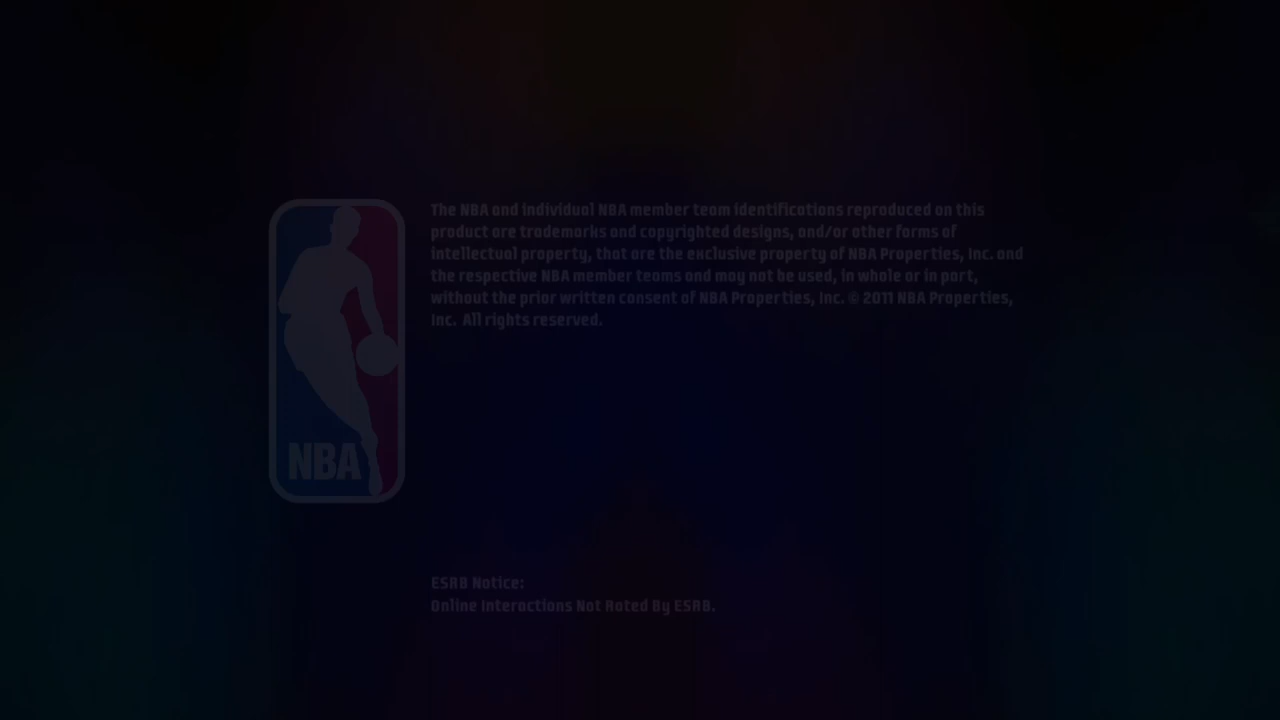 The NBA and individual NBA member team identifications reproduced on this
product are trademarks and copyrighted designs, and/or other forms of
intellectual property, that are the exclusive property of NBA Properties, Inc. and
the respective NBA member teams and may not be used, in whole or in part,
without the prior written consent of NBA Properties, Inc. © 2011 NBA Properties,
Inc. All rights reserved.
NBA
ESRB Notice:
Online Interactions Not Rated By ESRB.